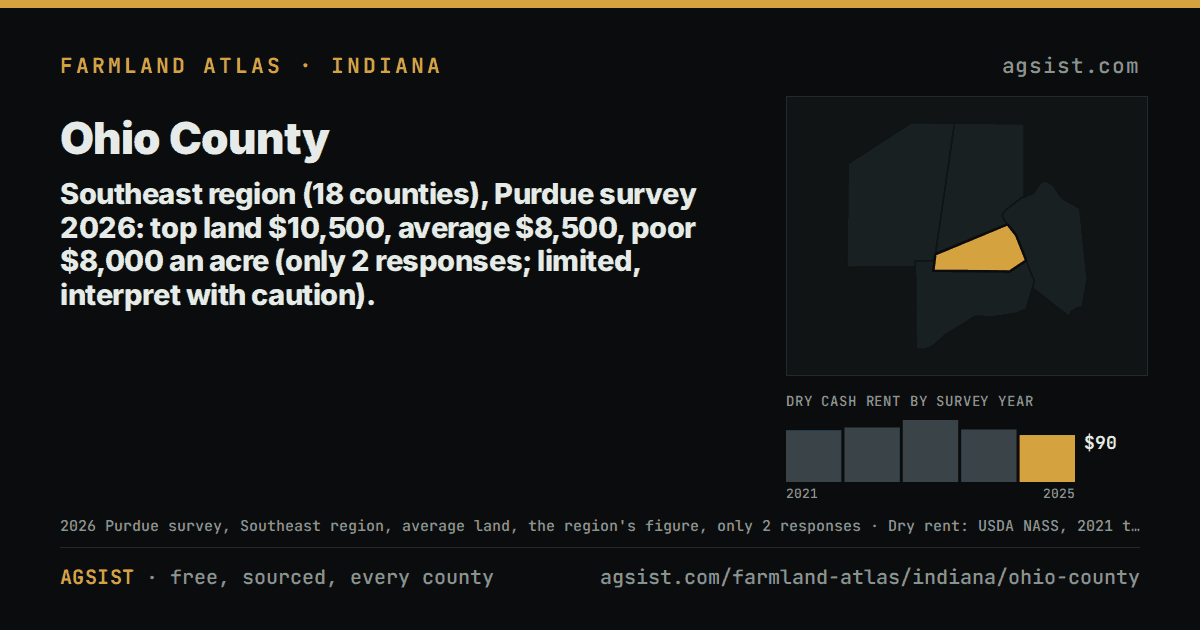 FARMLAND ATLAS · INDIANA
agsist.com
Ohio County
Southeast region (18 counties), Purdue survey
2026: top land $10,500, average $8,500, poor
$8,000 an acre (only 2 responses; limited,
interpret with caution).
DRY CASH RENT BY SURVEY YEAR
$90
2021
2025
2026 Purdue survey, Southeast region, average land, the region's figure, only 2 responses · Dry rent: USDA NASS, 2021 t…
AGSIST · free, sourced, every county
agsist.com/farmland-atlas/indiana/ohio-county